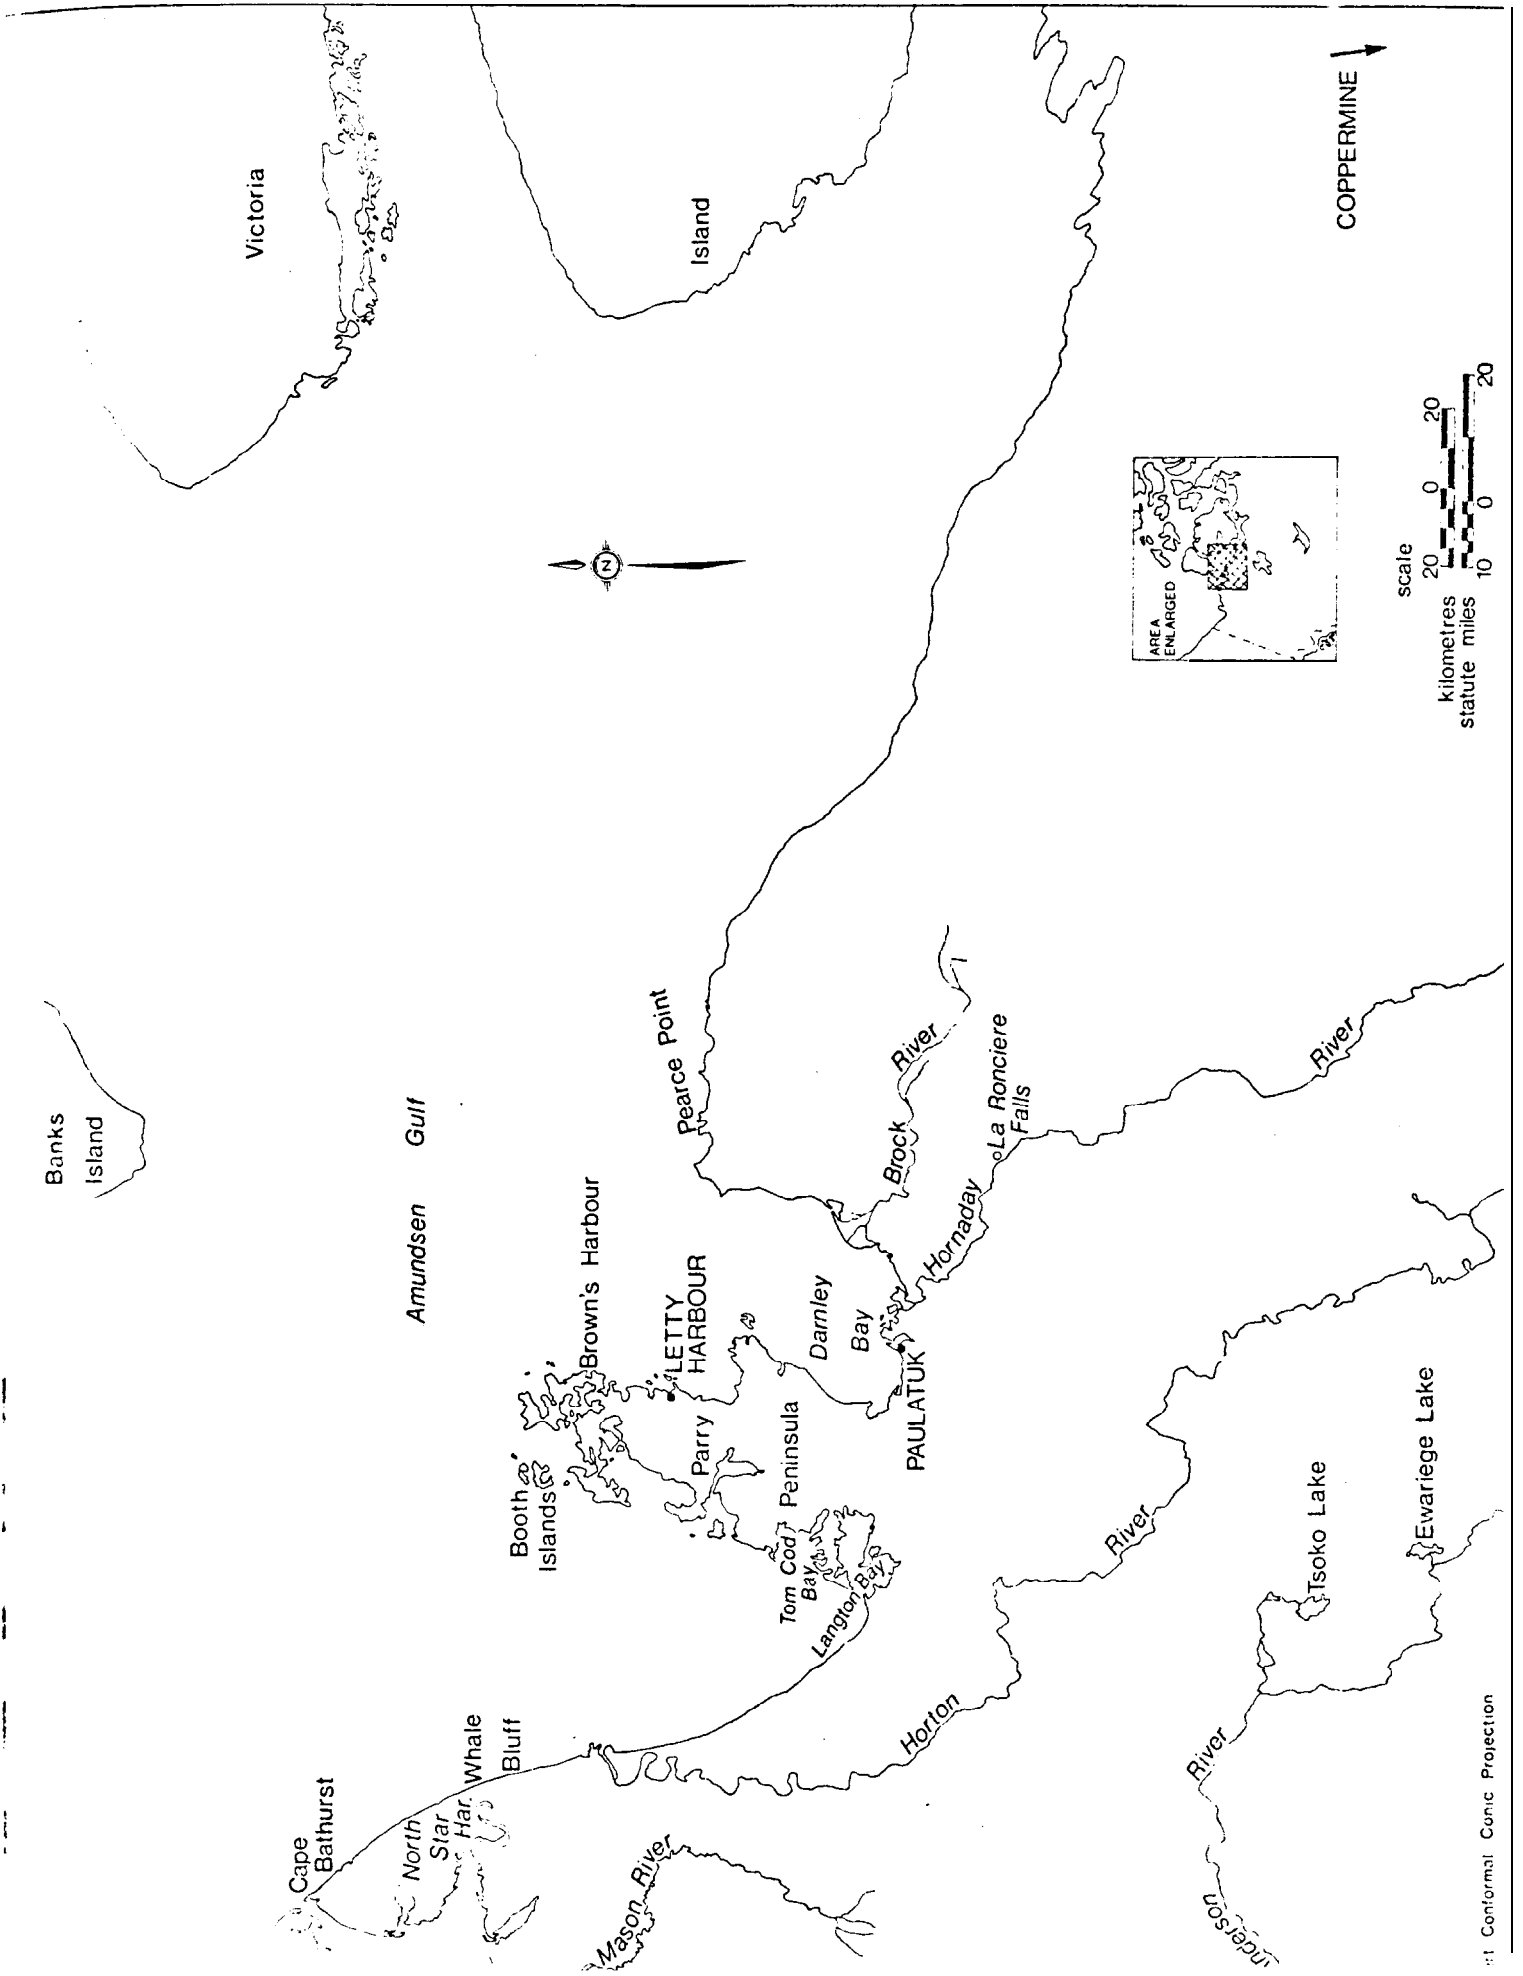 Banks
Island
Victoria
Island
Amundsen Gulf
Cape
Bathurst
North
Star
Har.
Whale
Bluff
Booth
Islands
Brown's Harbour
LETTY
HARBOUR
Pearce Point
Parry
Peninsula
Darnley
Bay
Tom Cod
Bay
Langton Bay
PAULATUK
Brock River
Hornaday
La Ronciere
Falls
River
Mason River
Horton
River
River
Tsoko Lake
Ewariege Lake
COPPERMINE
N
AREA
ENLARGED
scale
kilometres 20 0 20
statute miles 10 0 20
Conformal Conic Projection